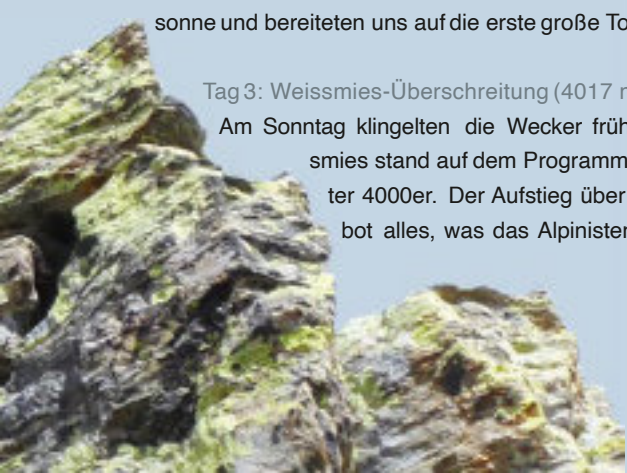 sonne und bereiteten uns auf die erste große To
Tag 3: Weissmies-Überschreitung (4017 r
Am Sonntag klingelten die Wecker früh
smies stand auf dem Programm
ter 4000er. Der Aufstieg über
bot alles, was das Alpinister